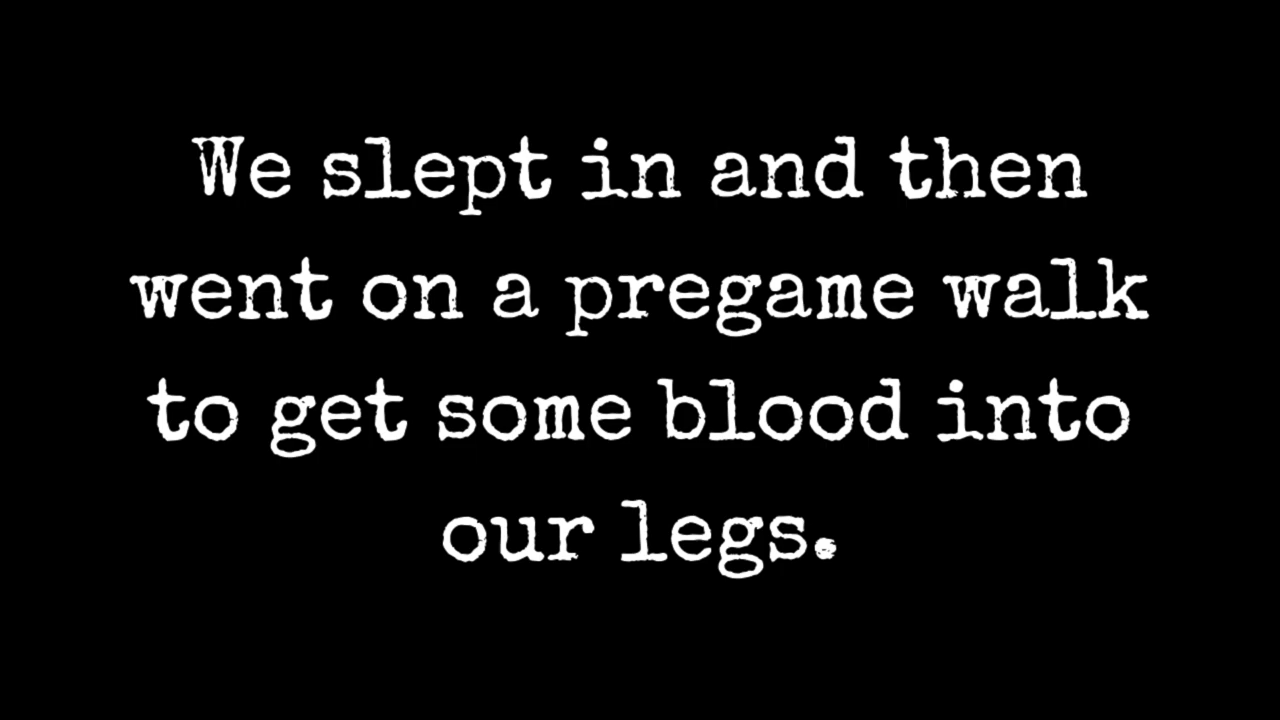 We slept in and then
went on a pregame walk
to get some blood into
our legs.